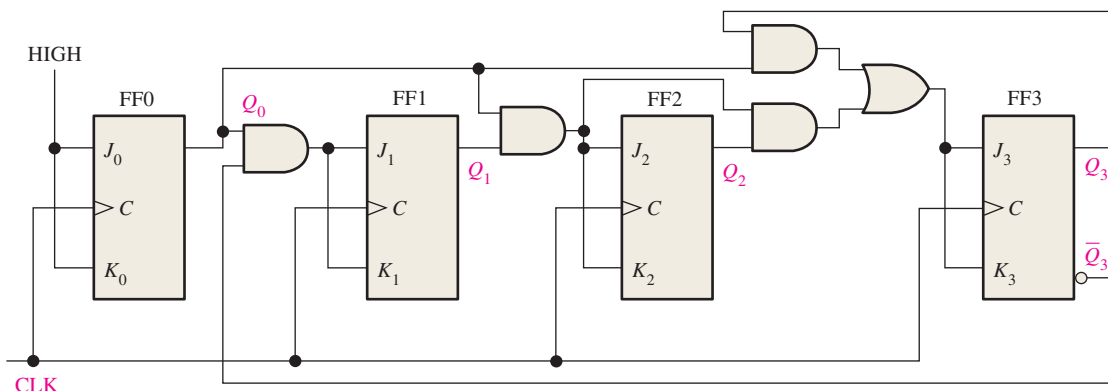 HIGH
FF0
FF1
FF2
FF3
Q₀
J₀
J₁
Q₁
J₂
Q₂
J₃
Q₃
C
C
C
C
K₀
K₁
K₂
K₃
Q̅₃
CLK